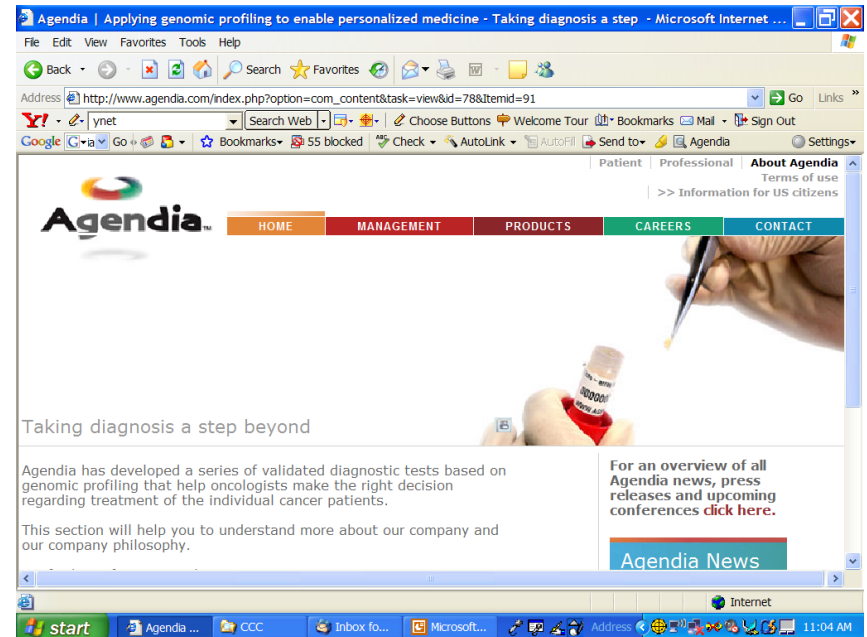 Agendia | Applying genomic profiling to enable personalized medicine - Taking diagnosis a step - Microsoft Internet ...
File Edit View Favorites Tools Help
Back Search Favorites
Address http://www.agendia.com/index.php?option=com_content&task=view&id=78&Itemid=91 Go Links »
Y! ynet Search Web Choose Buttons Welcome Tour Bookmarks Mail Sign Out
Google Go Bookmarks 55 blocked Check AutoLink AutoFill Send to Agendia Settings
Patient Professional About Agendia
Terms of use
>> Information for US citizens
Agendia™
HOME MANAGEMENT PRODUCTS CAREERS CONTACT
Taking diagnosis a step beyond
Agendia has developed a series of validated diagnostic tests based on
genomic profiling that help oncologists make the right decision
regarding treatment of the individual cancer patients.
This section will help you to understand more about our company and
our company philosophy.
For an overview of all
Agendia news, press
releases and upcoming
conferences click here.
Agendia News
Internet
start Agendia ... CCC Inbox fo... Microsoft... Address 11:04 AM